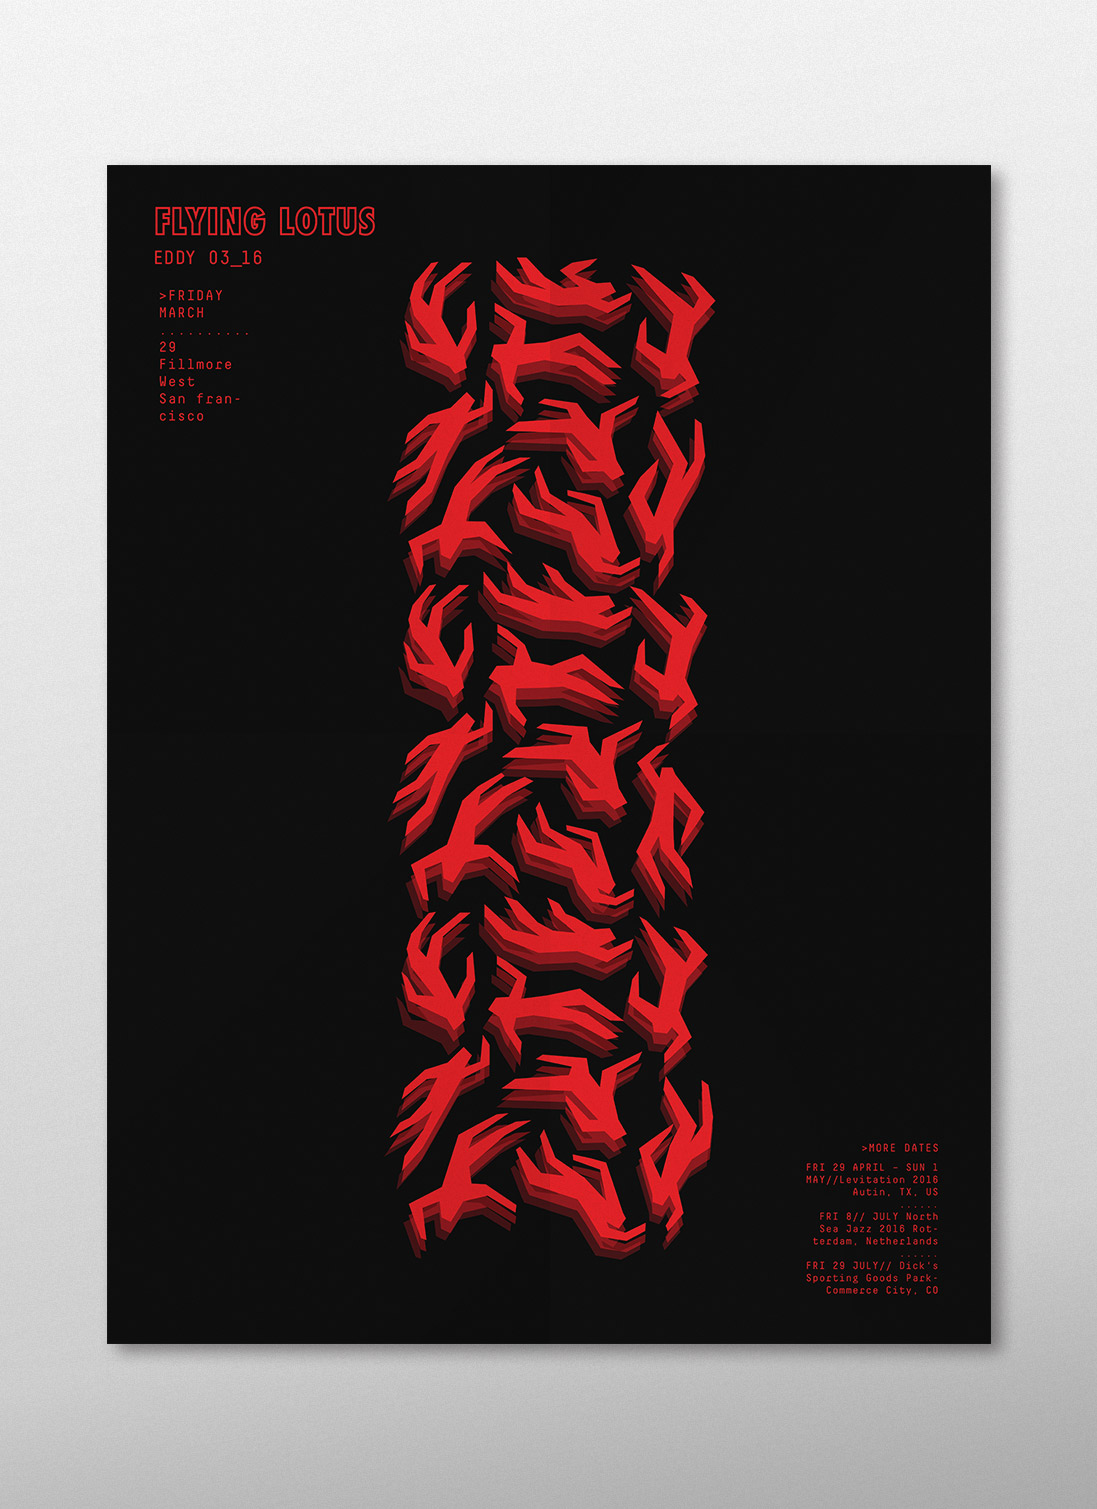 FLYING LOTUS
EDDY 03_16
>FRIDAY
MARCH
..........
29
Fillmore
West
San fran-
cisco
>MORE DATES
FRI 29 APRIL - SUN 1
MAY//Levitation 2016
Autin, TX, US
......
FRI 8// JULY North
Sea Jazz 2016 Rot-
terdam, Netherlands
......
FRI 29 JULY// Dick's
Sporting Goods Park-
Commerce City, CO